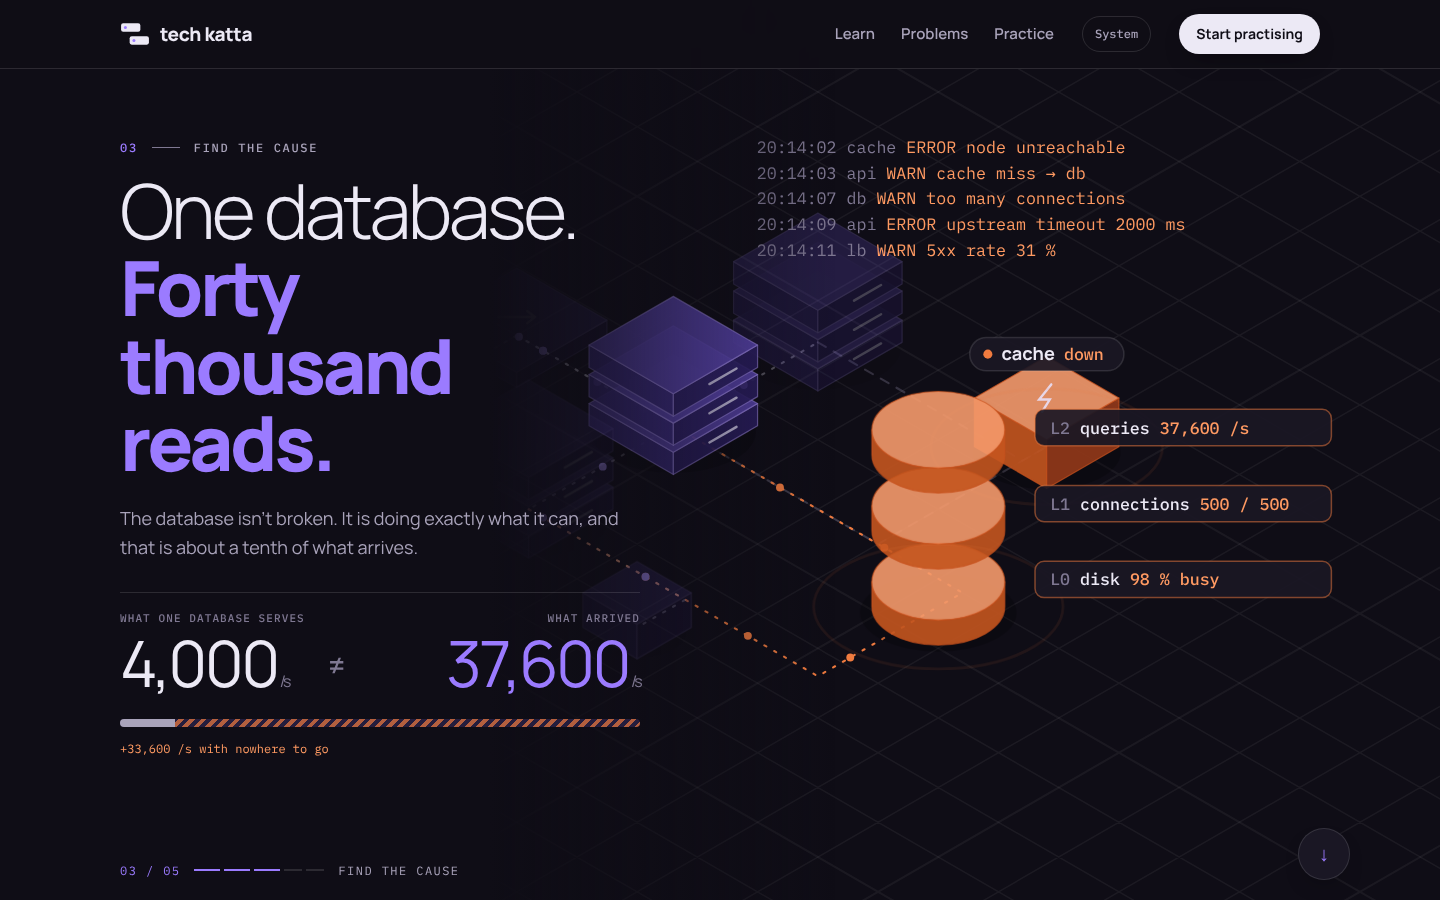 tech katta
Learn
Problems
Practice
System
Start practising
03 — FIND THE CAUSE
One database.
Forty
thousand
reads.
The database isn't broken. It is doing exactly what it can, and
that is about a tenth of what arrives.
WHAT ONE DATABASE SERVES
WHAT ARRIVED
4,000/s ≠ 37,600/s
+33,600 /s with nowhere to go
20:14:02 cache ERROR node unreachable
20:14:03 api WARN cache miss → db
20:14:07 db WARN too many connections
20:14:09 api ERROR upstream timeout 2000 ms
20:14:11 lb WARN 5xx rate 31 %
cache down
L2 queries 37,600 /s
L1 connections 500 / 500
L0 disk 98 % busy
03 / 05
FIND THE CAUSE
↓